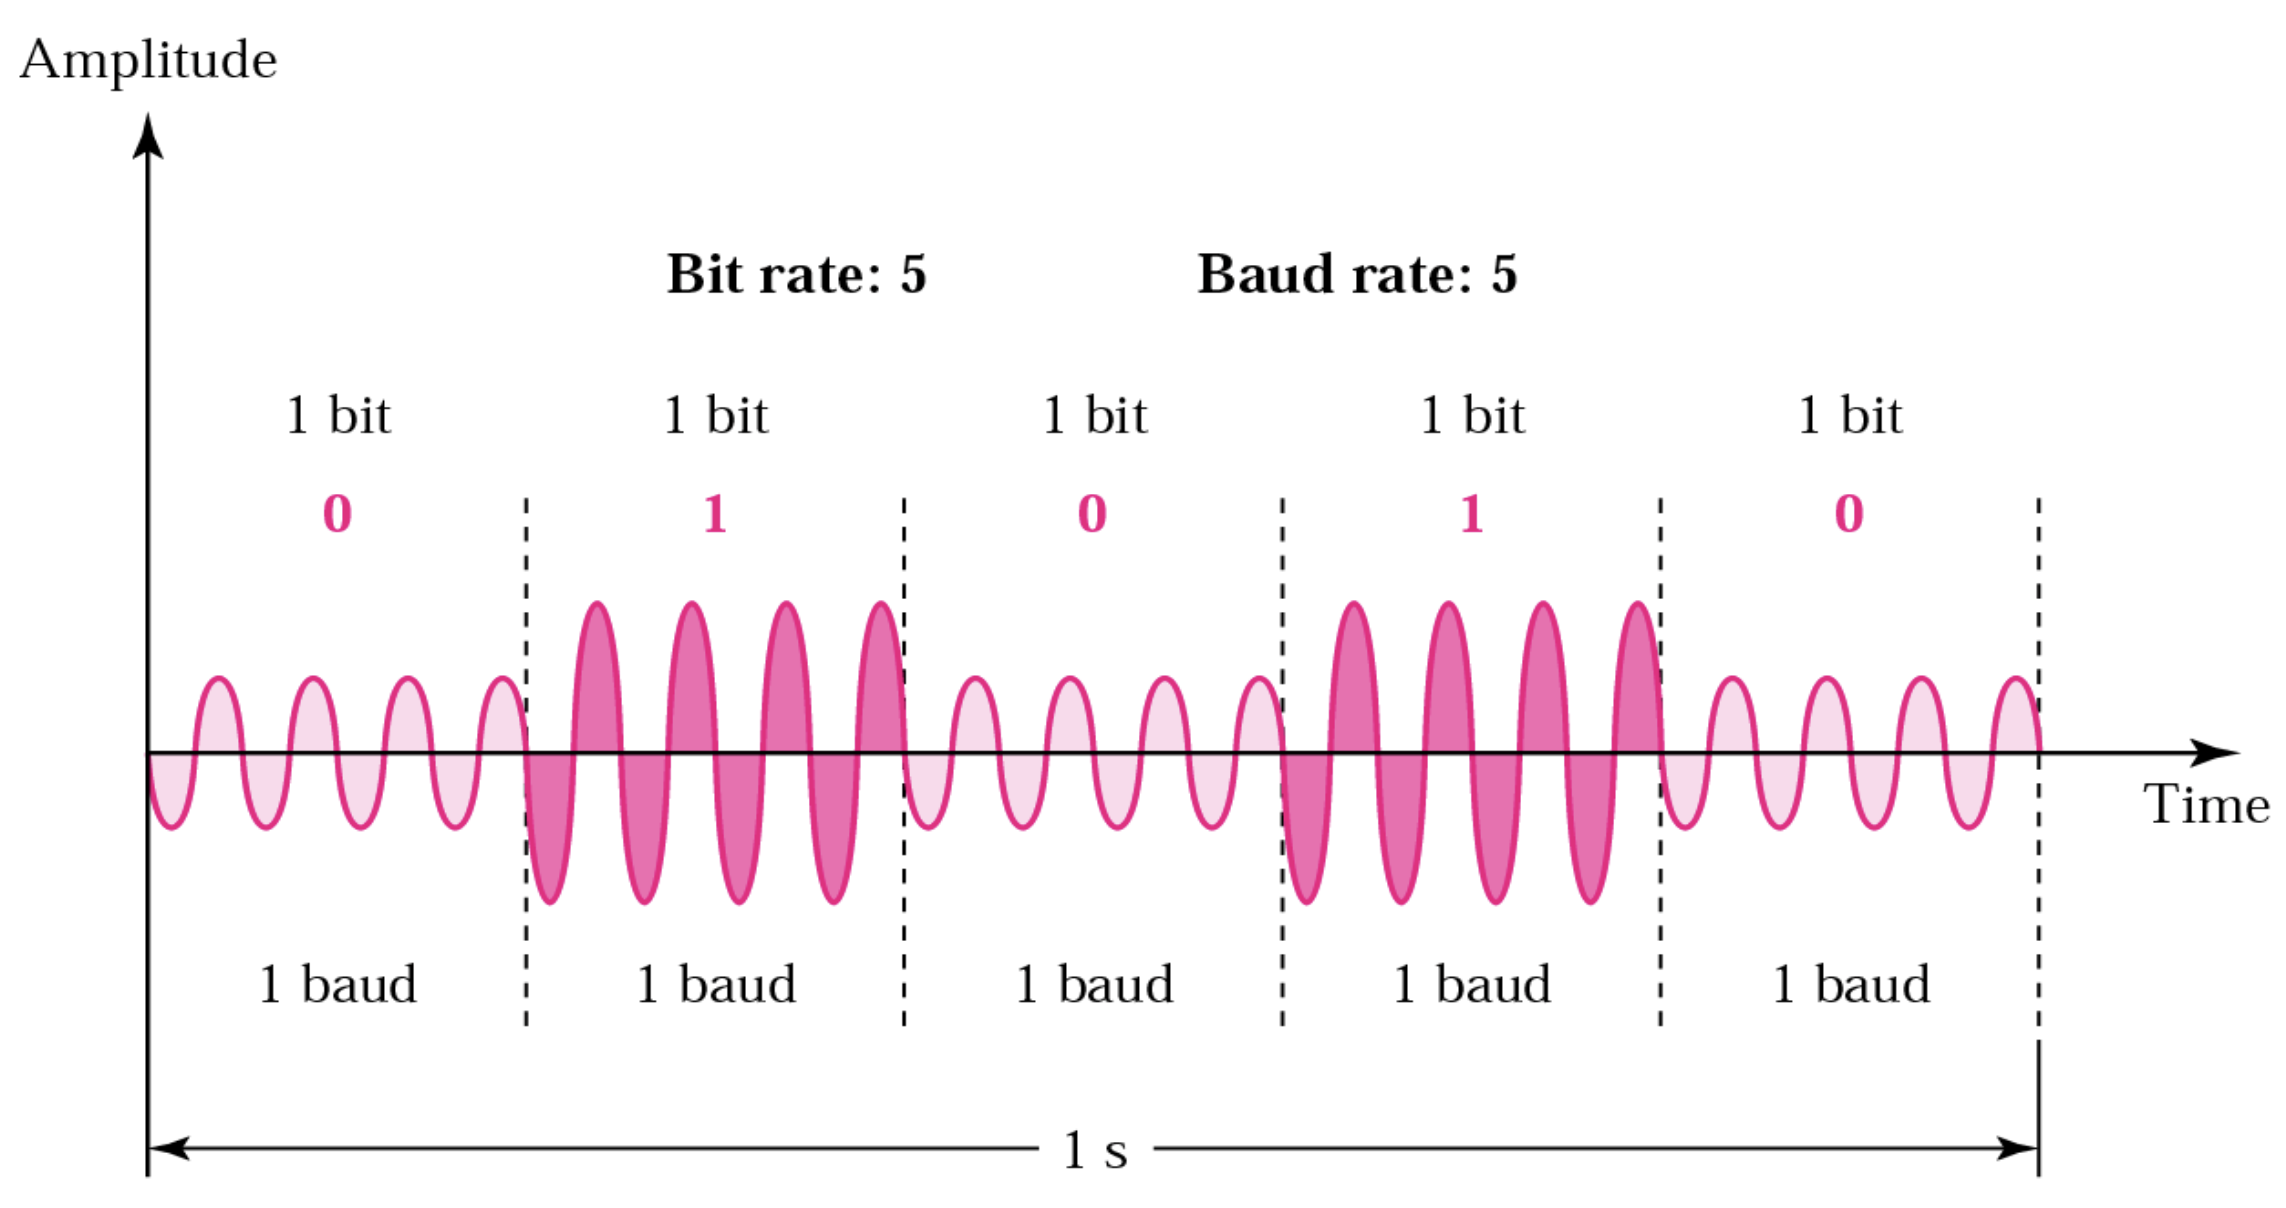 Amplitude
Bit rate: 5 Baud rate: 5
1 bit 1 bit 1 bit 1 bit 1 bit
0 1 0 1 0
Time
1 baud 1 baud 1 baud 1 baud 1 baud
1 s